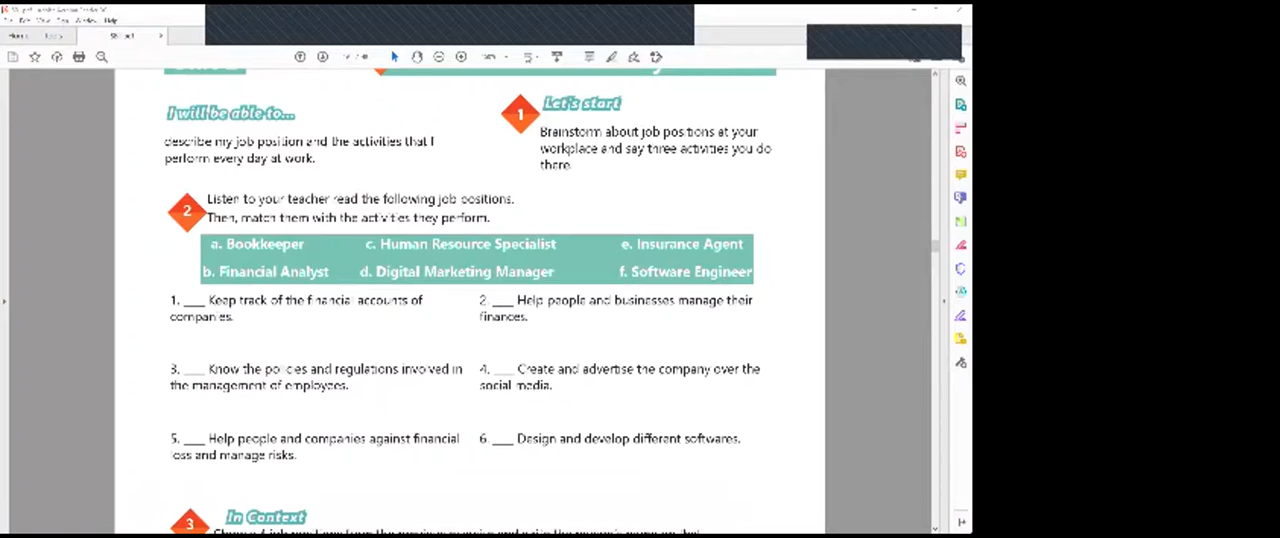 Home Tools
I will be able to...
describe my job position and the activities that I
perform every day at work.
1
Let's start
Brainstorm about job positions at your
workplace and say three activities you do
there.
2
Listen to your teacher read the following job positions.
Then, match them with the activities they perform.
a. Bookkeeper c. Human Resource Specialist e. Insurance Agent
b. Financial Analyst d. Digital Marketing Manager f. Software Engineer
1. ___ Keep track of the financial accounts of
companies.
2. ___ Help people and businesses manage their
finances.
3. ___ Know the policies and regulations involved in
the management of employees.
4. ___ Create and advertise the company over the
social media.
5. ___ Help people and companies against financial
loss and manage risks.
6. ___ Design and develop different softwares.
3
In Context